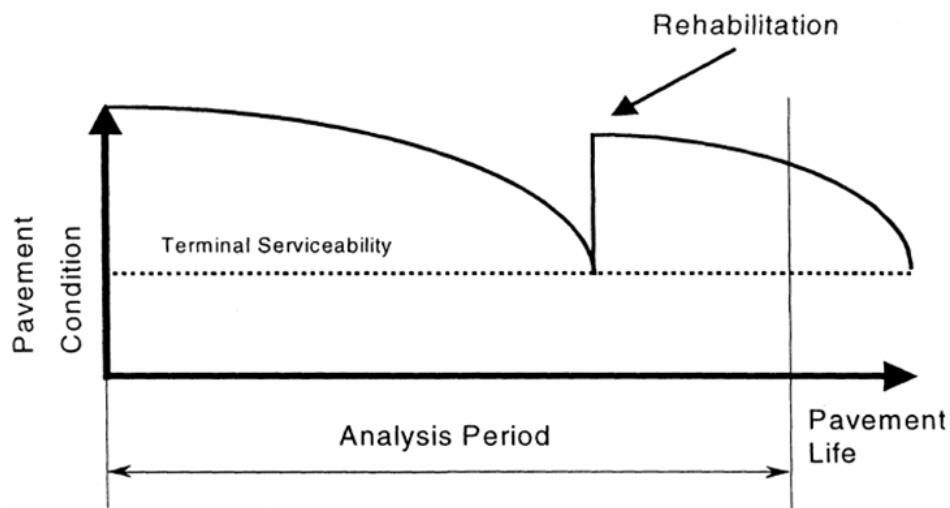 Rehabilitation
Pavement
Condition
Terminal Serviceability
Analysis Period
Pavement
Life